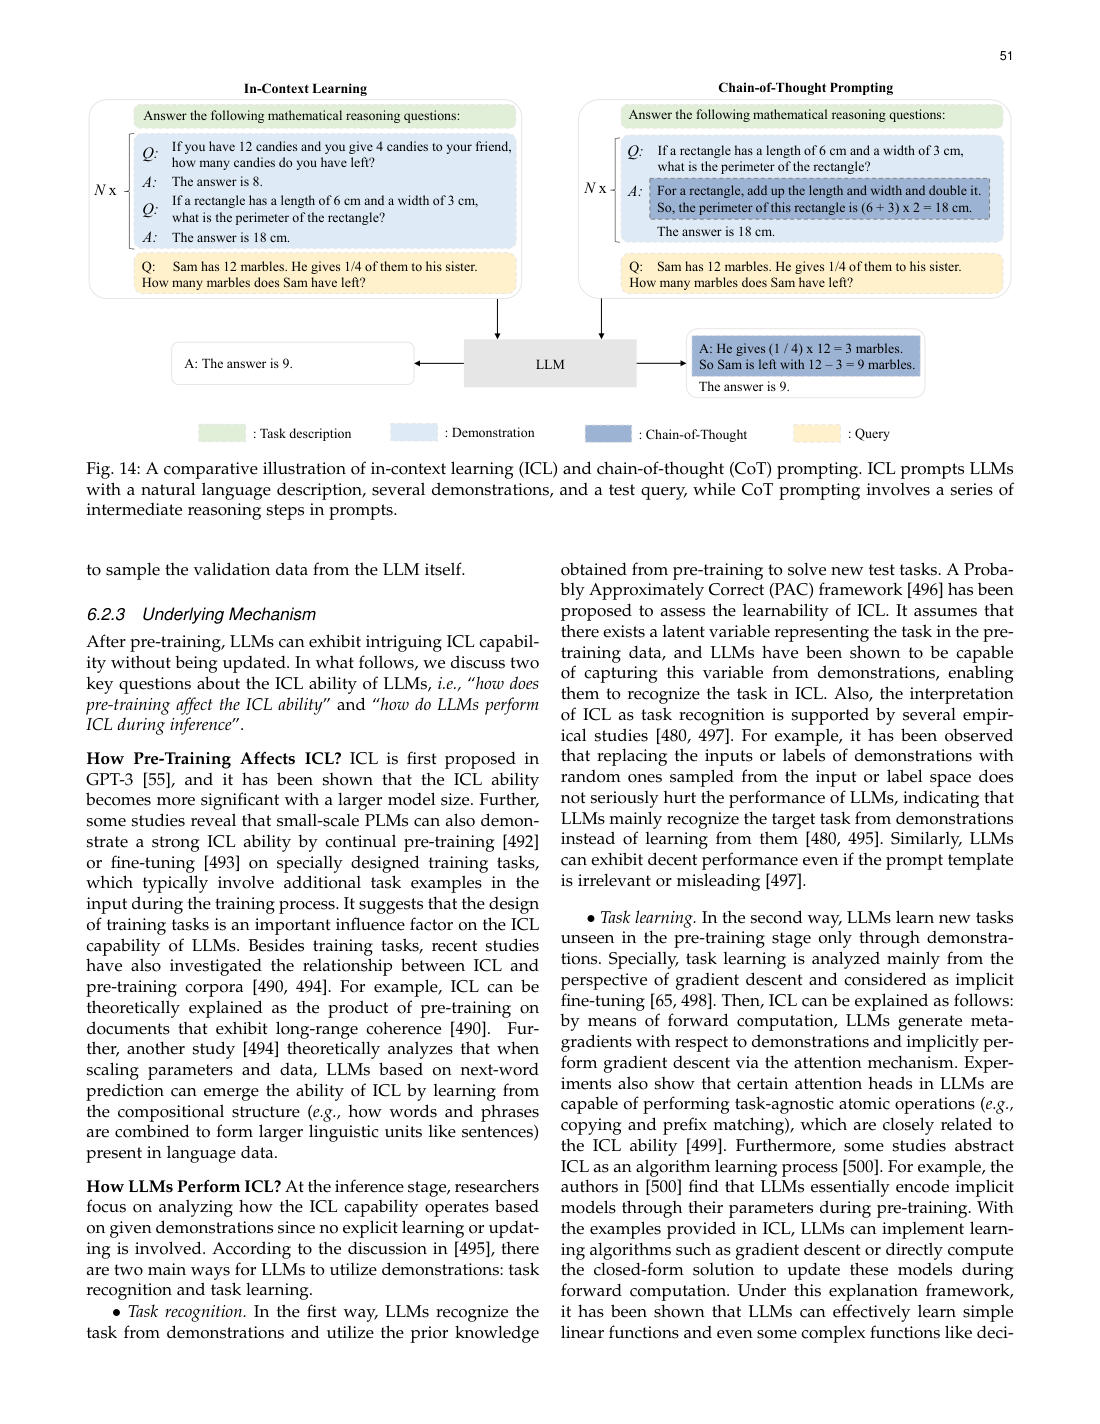 51
In-Context Learning
Answer the following mathematical reasoning questions:
N x
Q: If you have 12 candies and you give 4 candies to your friend,
how many candies do you have left?
A: The answer is 8.
Q: If a rectangle has a length of 6 cm and a width of 3 cm,
what is the perimeter of the rectangle?
A: The answer is 18 cm.
Q: Sam has 12 marbles. He gives 1/4 of them to his sister.
How many marbles does Sam have left?
Chain-of-Thought Prompting
Answer the following mathematical reasoning questions:
N x
Q: If a rectangle has a length of 6 cm and a width of 3 cm,
what is the perimeter of the rectangle?
A: For a rectangle, add up the length and width and double it.
So, the perimeter of this rectangle is (6 + 3) x 2 = 18 cm.
The answer is 18 cm.
Q: Sam has 12 marbles. He gives 1/4 of them to his sister.
How many marbles does Sam have left?
A: The answer is 9.
LLM
A: He gives (1 / 4) x 12 = 3 marbles.
So Sam is left with 12 – 3 = 9 marbles.
The answer is 9.
: Task description
: Demonstration
: Chain-of-Thought
: Query
Fig. 14: A comparative illustration of in-context learning (ICL) and chain-of-thought (CoT) prompting. ICL prompts LLMs
with a natural language description, several demonstrations, and a test query, while CoT prompting involves a series of
intermediate reasoning steps in prompts.
to sample the validation data from the LLM itself.
6.2.3 Underlying Mechanism
After pre-training, LLMs can exhibit intriguing ICL capabil-
ity without being updated. In what follows, we discuss two
key questions about the ICL ability of LLMs, i.e., “how does
pre-training affect the ICL ability” and “how do LLMs perform
ICL during inference”.
How Pre-Training Affects ICL? ICL is first proposed in
GPT-3 [55], and it has been shown that the ICL ability
becomes more significant with a larger model size. Further,
some studies reveal that small-scale PLMs can also demon-
strate a strong ICL ability by continual pre-training [492]
or fine-tuning [493] on specially designed training tasks,
which typically involve additional task examples in the
input during the training process. It suggests that the design
of training tasks is an important influence factor on the ICL
capability of LLMs. Besides training tasks, recent studies
have also investigated the relationship between ICL and
pre-training corpora [490, 494]. For example, ICL can be
theoretically explained as the product of pre-training on
documents that exhibit long-range coherence [490]. Fur-
ther, another study [494] theoretically analyzes that when
scaling parameters and data, LLMs based on next-word
prediction can emerge the ability of ICL by learning from
the compositional structure (e.g., how words and phrases
are combined to form larger linguistic units like sentences)
present in language data.
How LLMs Perform ICL? At the inference stage, researchers
focus on analyzing how the ICL capability operates based
on given demonstrations since no explicit learning or updat-
ing is involved. According to the discussion in [495], there
are two main ways for LLMs to utilize demonstrations: task
recognition and task learning.
• Task recognition. In the first way, LLMs recognize the
task from demonstrations and utilize the prior knowledge
obtained from pre-training to solve new test tasks. A Proba-
bly Approximately Correct (PAC) framework [496] has been
proposed to assess the learnability of ICL. It assumes that
there exists a latent variable representing the task in the pre-
training data, and LLMs have been shown to be capable
of capturing this variable from demonstrations, enabling
them to recognize the task in ICL. Also, the interpretation
of ICL as task recognition is supported by several empir-
ical studies [480, 497]. For example, it has been observed
that replacing the inputs or labels of demonstrations with
random ones sampled from the input or label space does
not seriously hurt the performance of LLMs, indicating that
LLMs mainly recognize the target task from demonstrations
instead of learning from them [480, 495]. Similarly, LLMs
can exhibit decent performance even if the prompt template
is irrelevant or misleading [497].
• Task learning. In the second way, LLMs learn new tasks
unseen in the pre-training stage only through demonstra-
tions. Specially, task learning is analyzed mainly from the
perspective of gradient descent and considered as implicit
fine-tuning [65, 498]. Then, ICL can be explained as follows:
by means of forward computation, LLMs generate meta-
gradients with respect to demonstrations and implicitly per-
form gradient descent via the attention mechanism. Exper-
iments also show that certain attention heads in LLMs are
capable of performing task-agnostic atomic operations (e.g.,
copying and prefix matching), which are closely related to
the ICL ability [499]. Furthermore, some studies abstract
ICL as an algorithm learning process [500]. For example, the
authors in [500] find that LLMs essentially encode implicit
models through their parameters during pre-training. With
the examples provided in ICL, LLMs can implement learn-
ing algorithms such as gradient descent or directly compute
the closed-form solution to update these models during
forward computation. Under this explanation framework,
it has been shown that LLMs can effectively learn simple
linear functions and even some complex functions like deci-